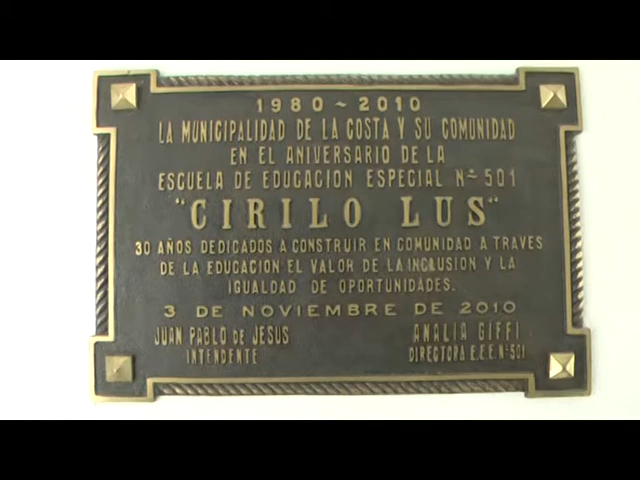 1980 ~ 2010
LA MUNICIPALIDAD DE LA COSTA Y SU COMUNIDAD
EN EL ANIVERSARIO DE LA
ESCUELA DE EDUCACION ESPECIAL Nº 501
"CIRILO LUS"
30 AÑOS DEDICADOS A CONSTRUIR EN COMUNIDAD A TRAVES
DE LA EDUCACION EL VALOR DE LA INCLUSION Y LA
IGUALDAD DE OPORTUNIDADES.
3 DE NOVIEMBRE DE 2010
JUAN PABLO DE JESUS ANALIA GIFFI
INTENDENTE DIRECTORA E.E.E. Nº 501